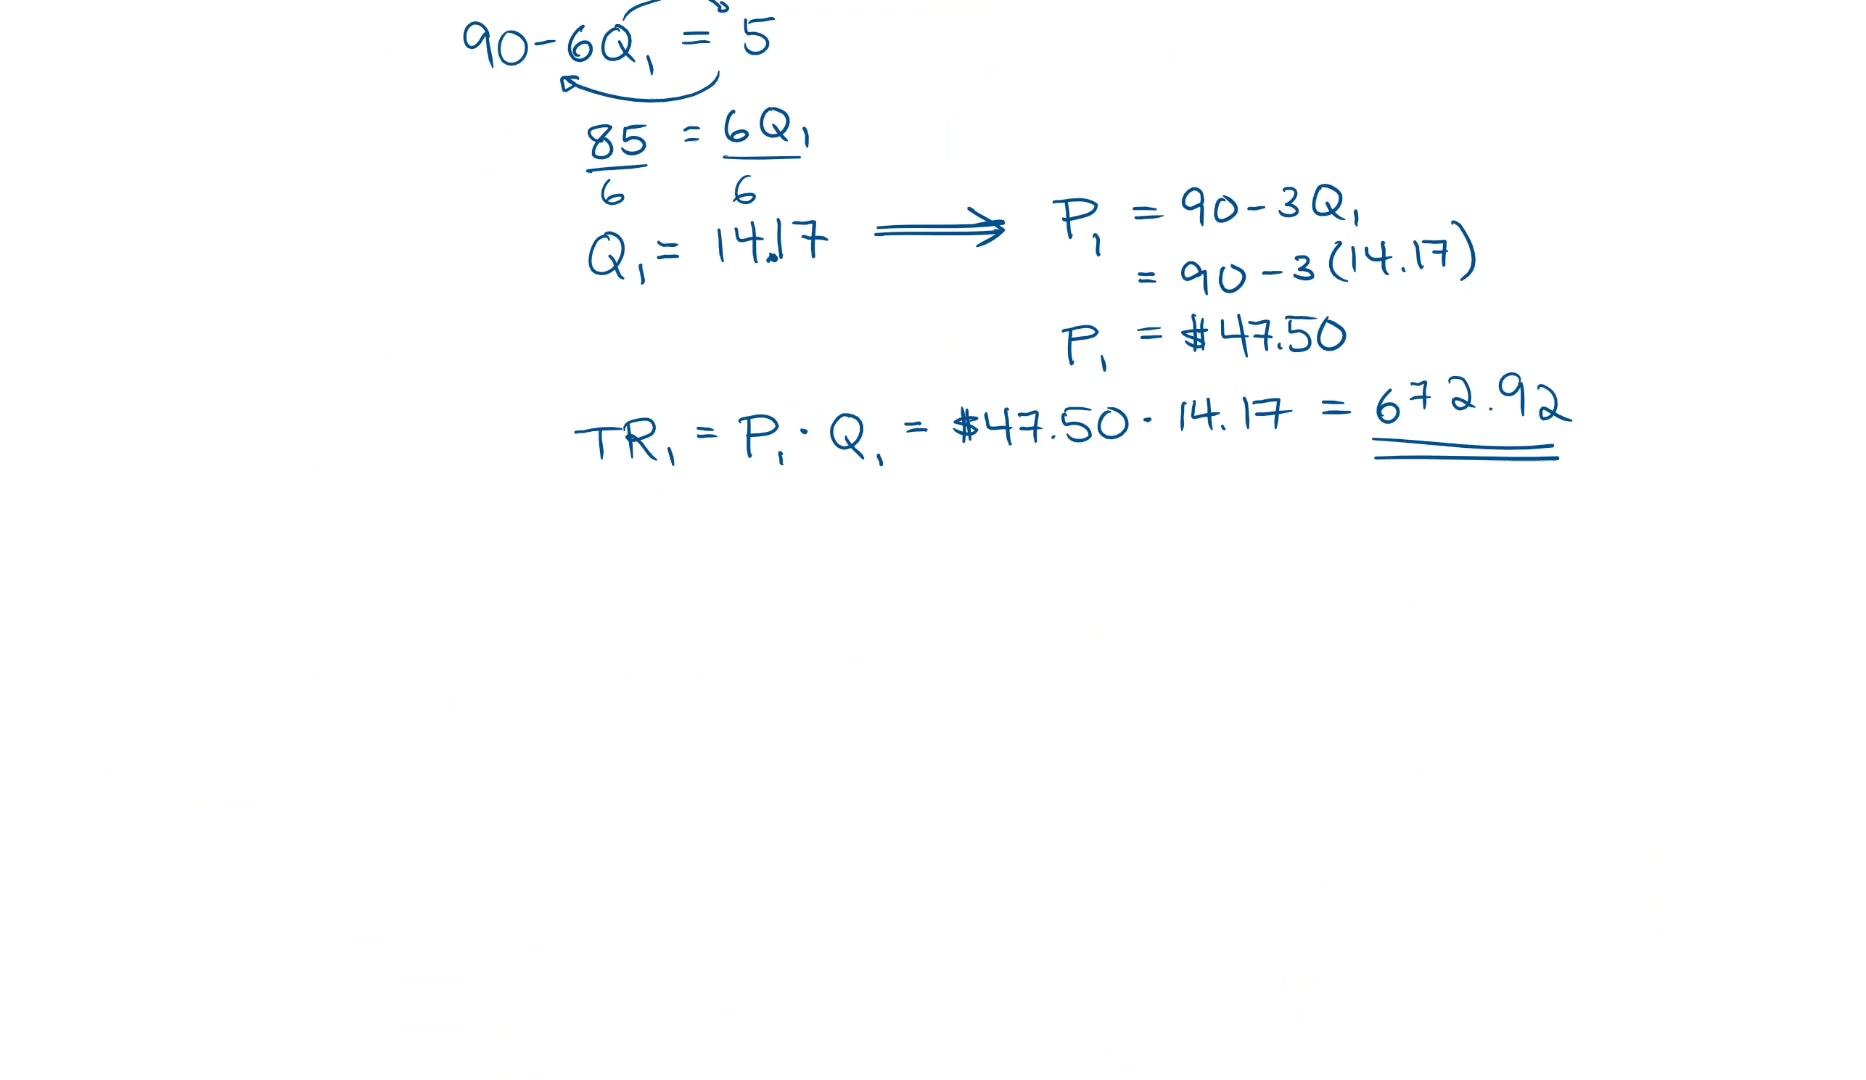 90-6Q₁ = 5
85/6 = 6Q₁/6
Q₁ = 14.17 ⟹ P₁ = 90-3Q₁
= 90-3(14.17)
P₁ = $47.50
TR₁ = P₁ · Q₁ = $47.50 · 14.17 = 672.92